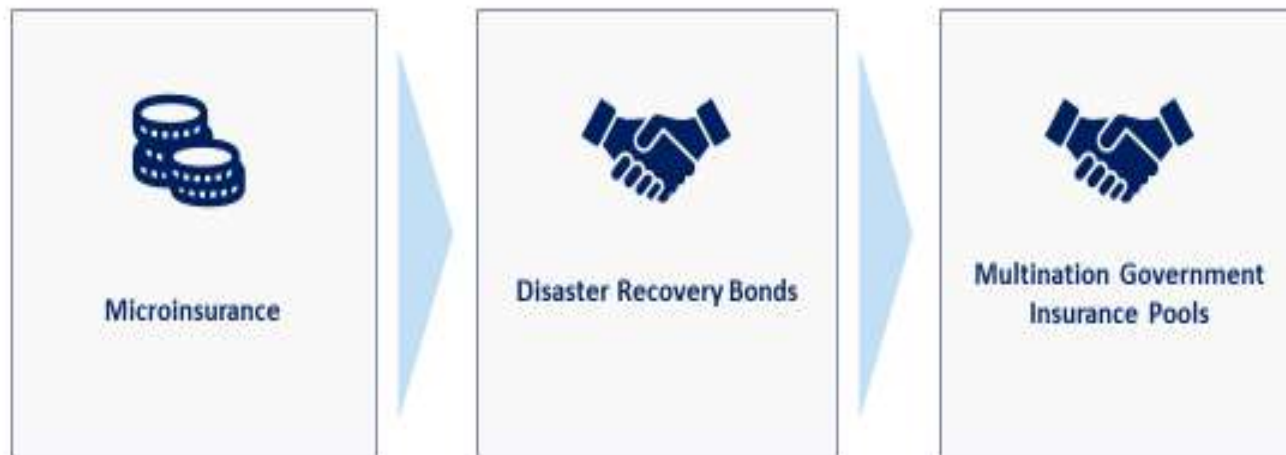 Microinsurance
Disaster Recovery Bonds
Multination Government
Insurance Pools